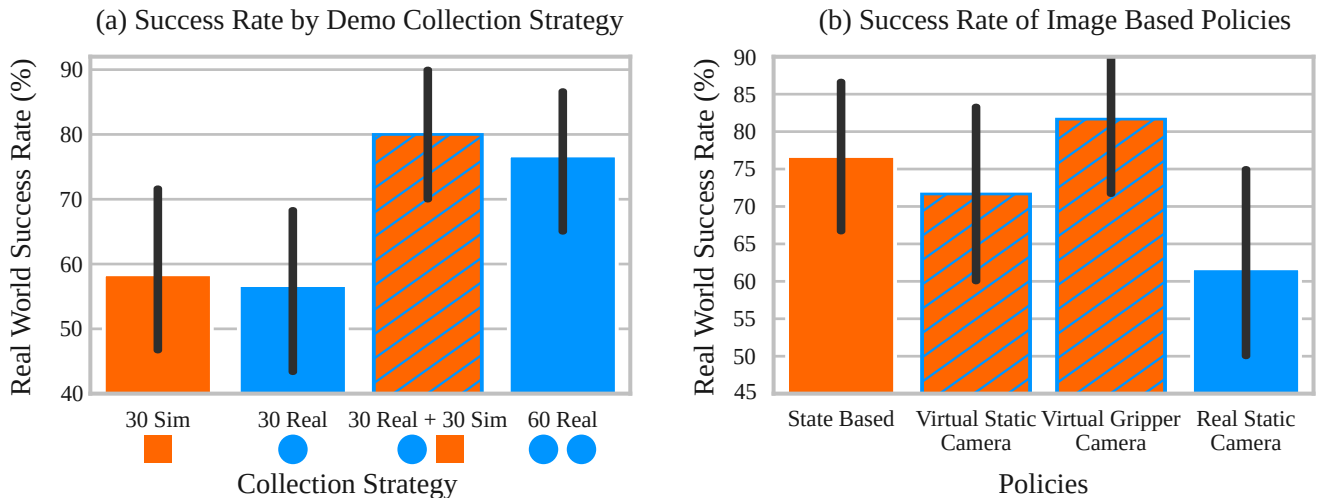 (a) Success Rate by Demo Collection Strategy
Real World Success Rate (%)
90
80
70
60
50
40
30 Sim
30 Real
30 Real + 30 Sim
60 Real
Collection Strategy
(b) Success Rate of Image Based Policies
Real World Success Rate (%)
90
85
80
75
70
65
60
55
50
45
State Based
Virtual Static
Camera
Virtual Gripper
Camera
Real Static
Camera
Policies